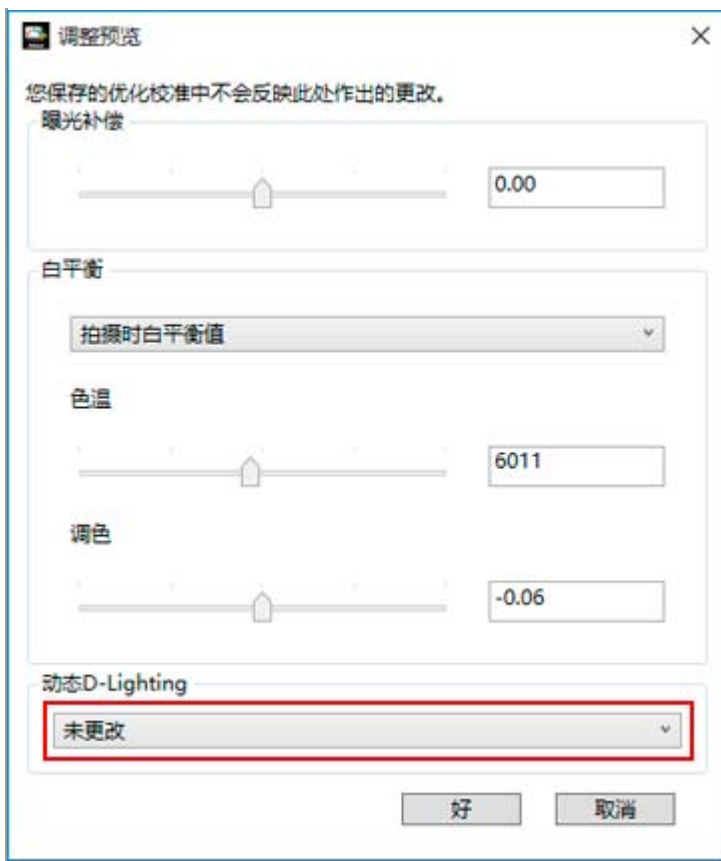 调整预览
您保存的优化校准中不会反映此处作出的更改。
曝光补偿
0.00
白平衡
拍摄时白平衡值
色温
6011
调色
-0.06
动态D-Lighting
未更改
好 取消